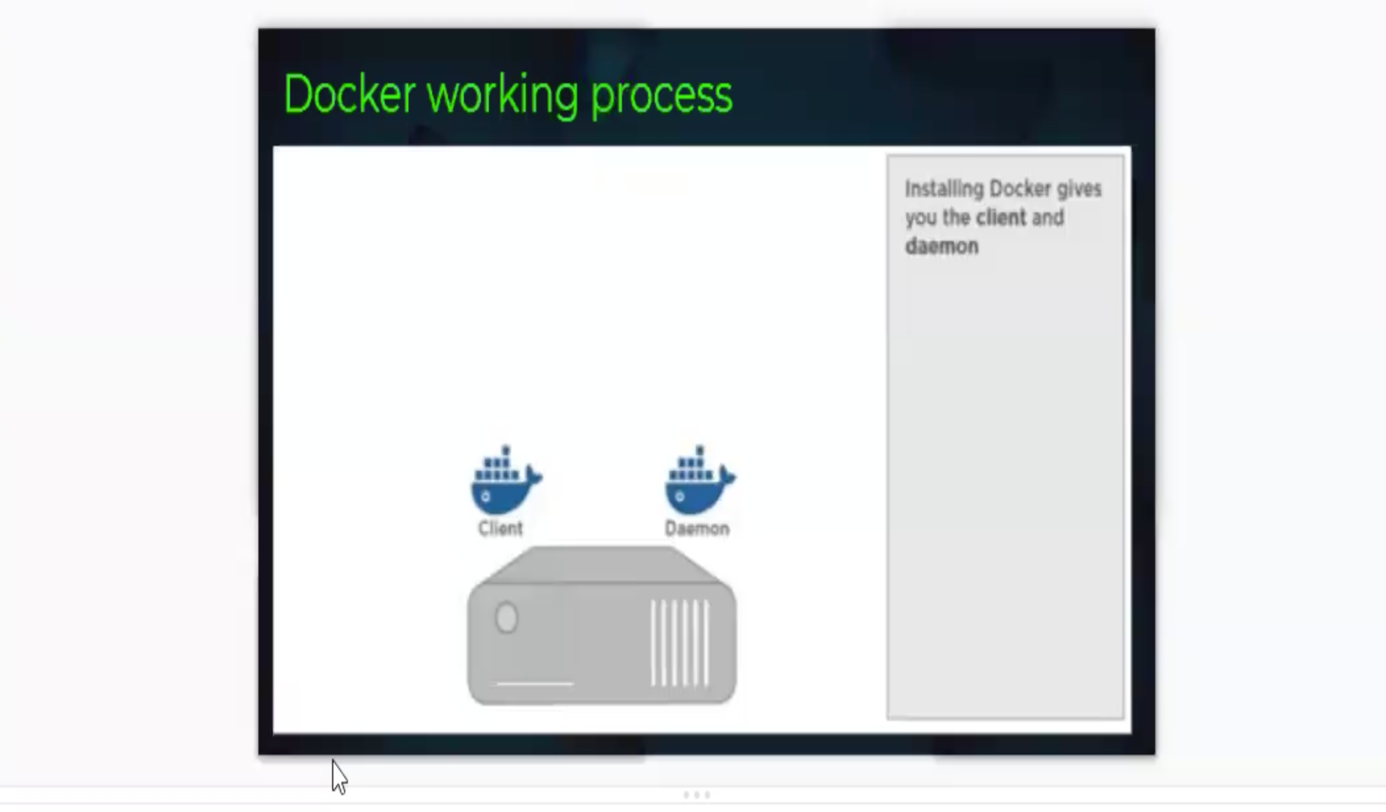 Docker working process
Installing Docker gives
you the client and
daemon
Client
Daemon